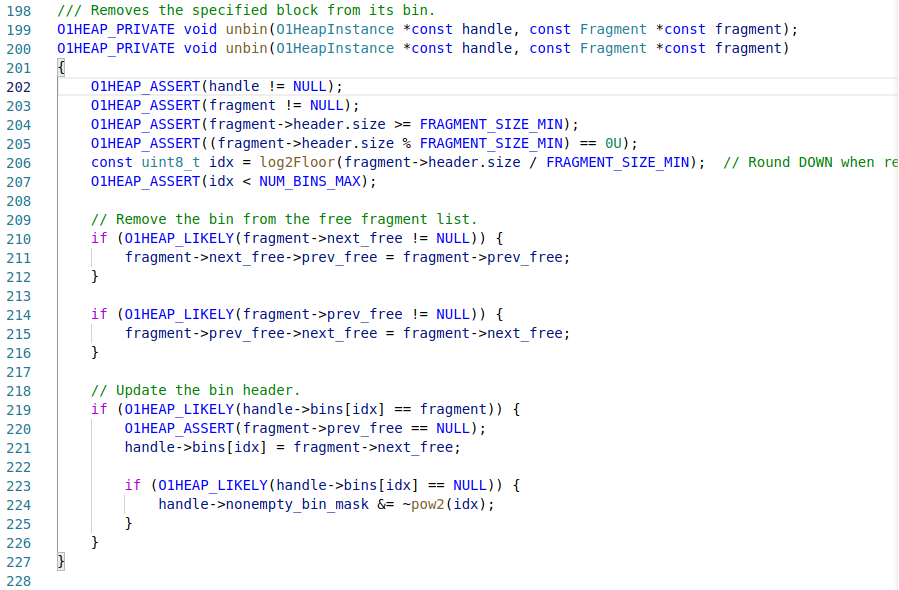 198 /// Removes the specified block from its bin.
199 O1HEAP_PRIVATE void unbin(O1HeapInstance *const handle, const Fragment *const fragment);
200 O1HEAP_PRIVATE void unbin(O1HeapInstance *const handle, const Fragment *const fragment)
201 {
202     O1HEAP_ASSERT(handle != NULL);
203     O1HEAP_ASSERT(fragment != NULL);
204     O1HEAP_ASSERT(fragment->header.size >= FRAGMENT_SIZE_MIN);
205     O1HEAP_ASSERT((fragment->header.size % FRAGMENT_SIZE_MIN) == 0U);
206     const uint8_t idx = log2Floor(fragment->header.size / FRAGMENT_SIZE_MIN);  // Round DOWN when re
207     O1HEAP_ASSERT(idx < NUM_BINS_MAX);
208
209     // Remove the bin from the free fragment list.
210     if (O1HEAP_LIKELY(fragment->next_free != NULL)) {
211         fragment->next_free->prev_free = fragment->prev_free;
212     }
213
214     if (O1HEAP_LIKELY(fragment->prev_free != NULL)) {
215         fragment->prev_free->next_free = fragment->next_free;
216     }
217
218     // Update the bin header.
219     if (O1HEAP_LIKELY(handle->bins[idx] == fragment)) {
220         O1HEAP_ASSERT(fragment->prev_free == NULL);
221         handle->bins[idx] = fragment->next_free;
222
223         if (O1HEAP_LIKELY(handle->bins[idx] == NULL)) {
224             handle->nonempty_bin_mask &= ~pow2(idx);
225         }
226     }
227 }
228